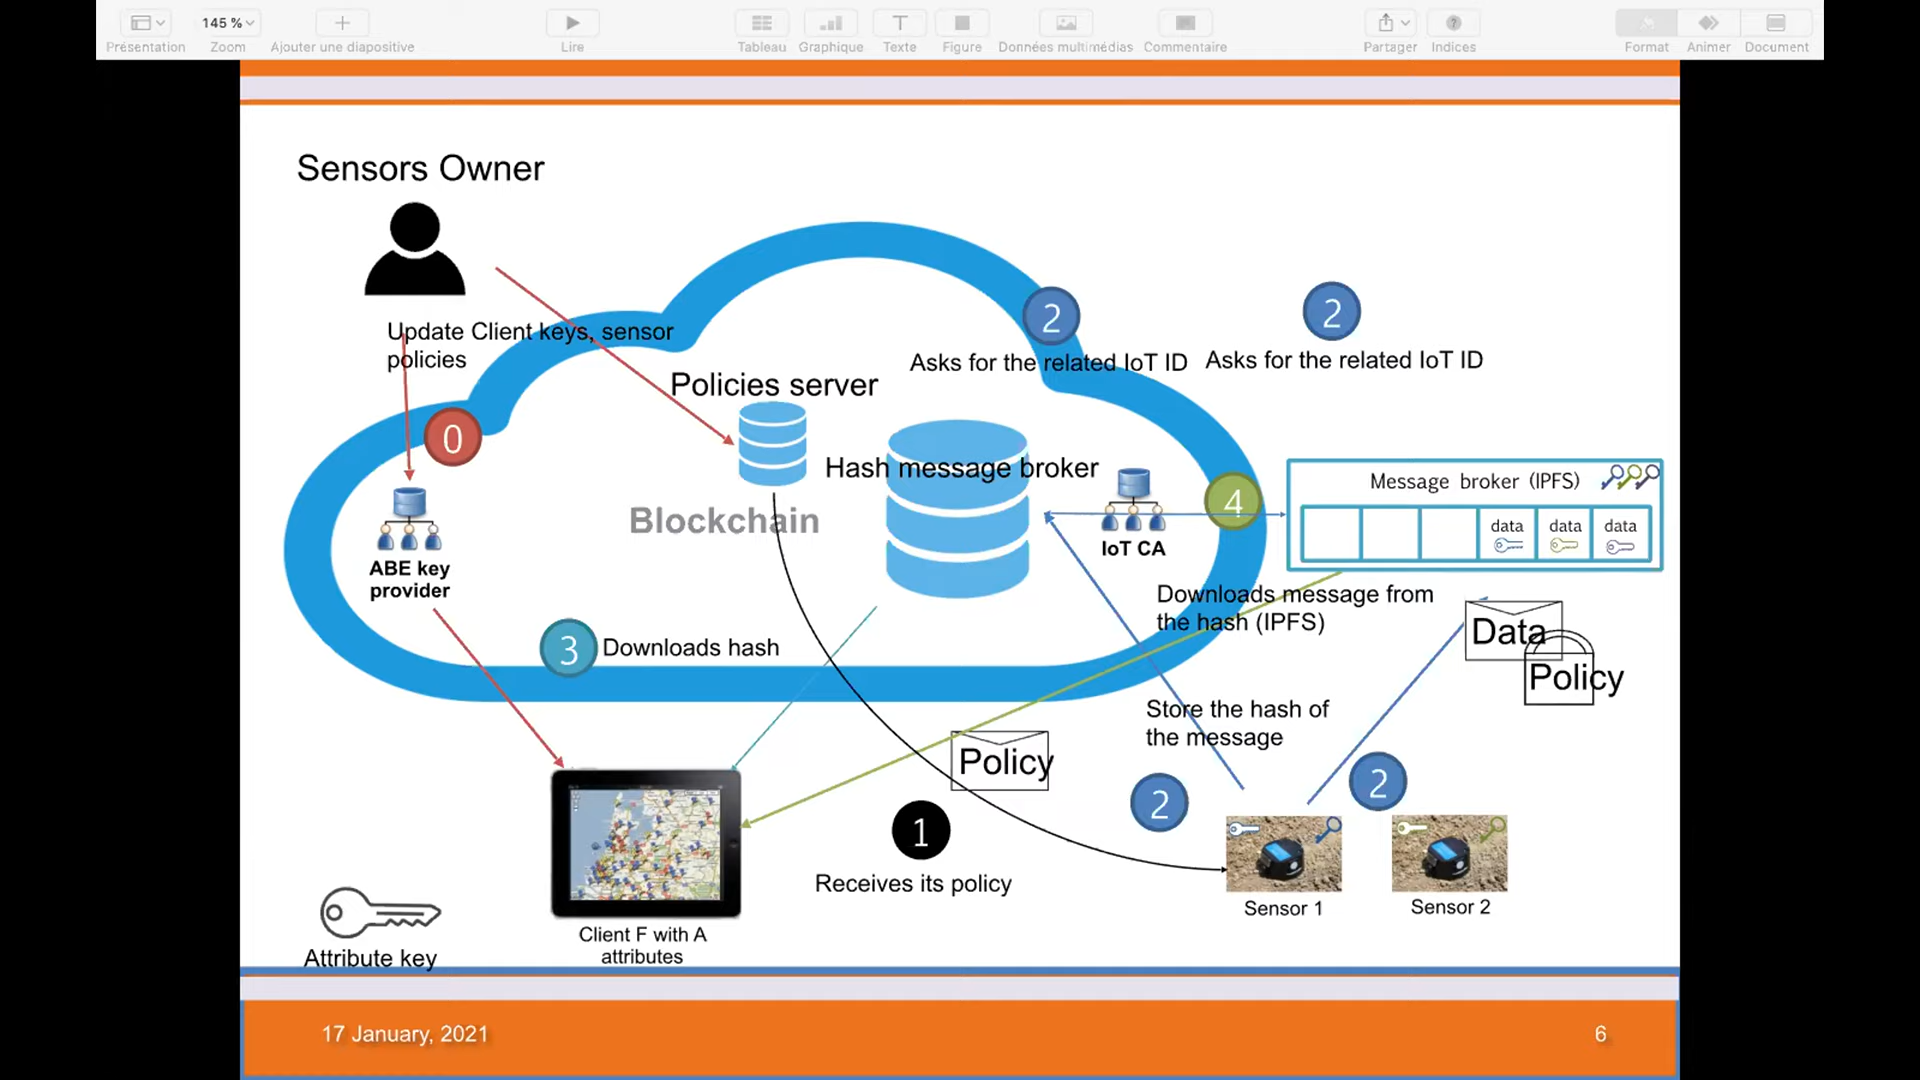 145 %
Présentation
Zoom
Ajouter une diapositive
Lire
Tableau
Graphique
Texte
Figure
Données multimédias
Commentaire
Partager
Indices
Format
Animer
Document
Sensors Owner
Update Client keys, sensor
policies
2
2
Asks for the related IoT ID
Asks for the related IoT ID
Policies server
0
Hash message broker
Blockchain
IoT CA
4
Message broker (IPFS)
data
data
data
ABE key
provider
Downloads message from
the hash (IPFS)
Data
Policy
3
Downloads hash
Store the hash of
the message
Policy
2
2
1
Receives its policy
Sensor 1
Sensor 2
Client F with A
attributes
Attribute key
17 January, 2021
6